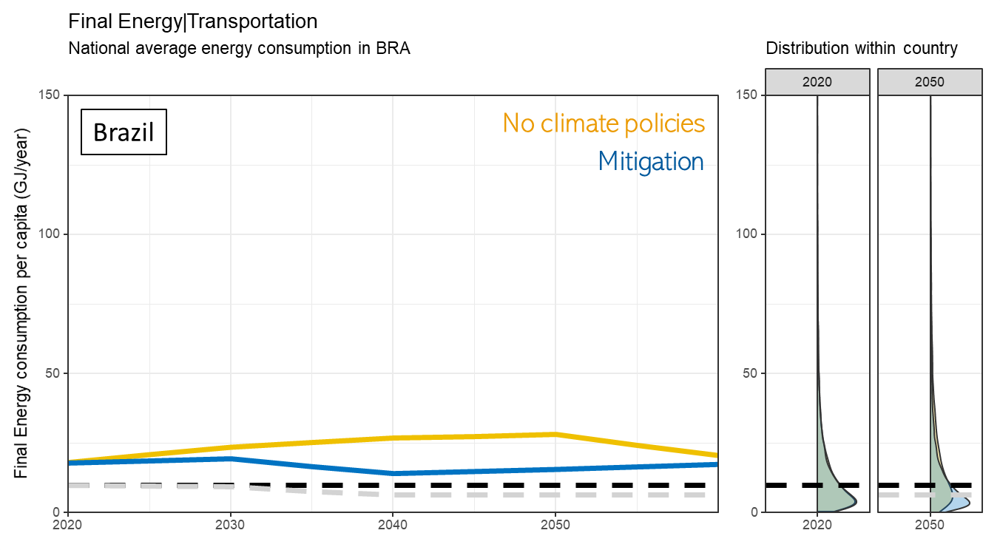 Final Energy|Transportation
National average energy consumption in BRA
Distribution within country
2020
2050
Final Energy consumption per capita (GJ/year)
150
100
50
0
Brazil
No climate policies
Mitigation
2020
2030
2040
2050
150
100
50
0
2020
2050